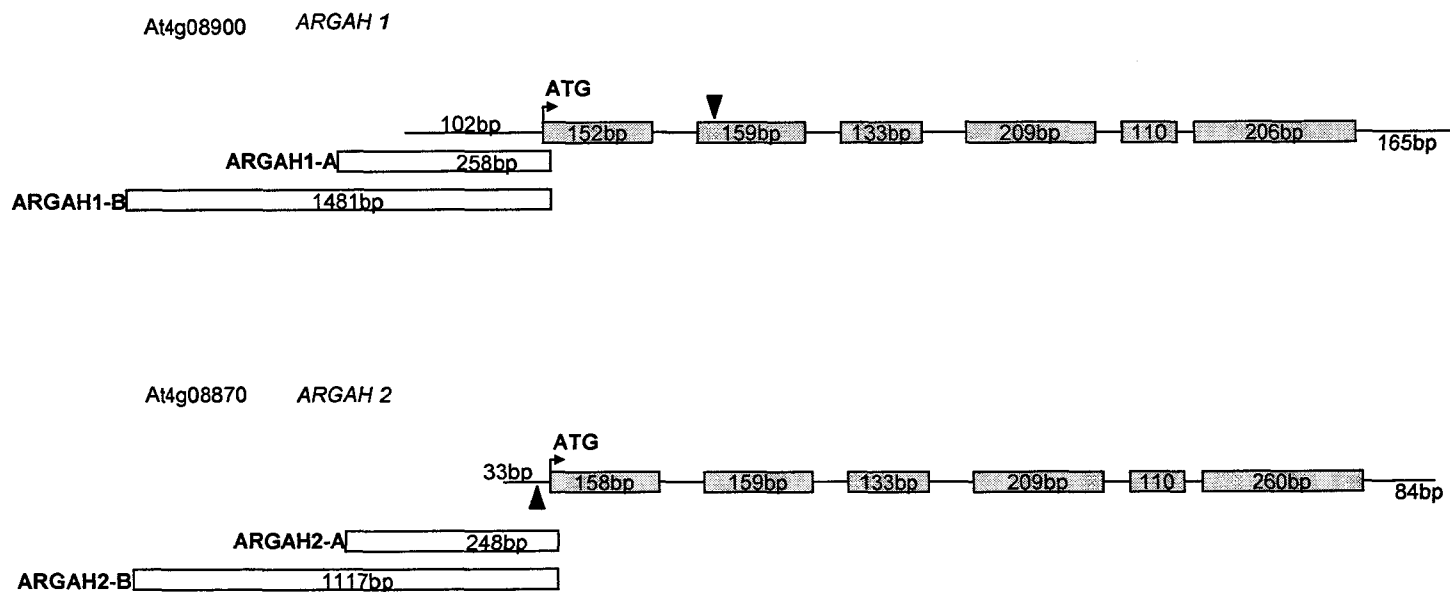 At4g08900 ARGAH 1
ATG
102bp 152bp 159bp 133bp 209bp 110 206bp 165bp
ARGAH1-A 258bp
ARGAH1-B 1481bp
At4g08870 ARGAH 2
ATG
33bp 158bp 159bp 133bp 209bp 110 260bp 84bp
ARGAH2-A 248bp
ARGAH2-B 1117bp